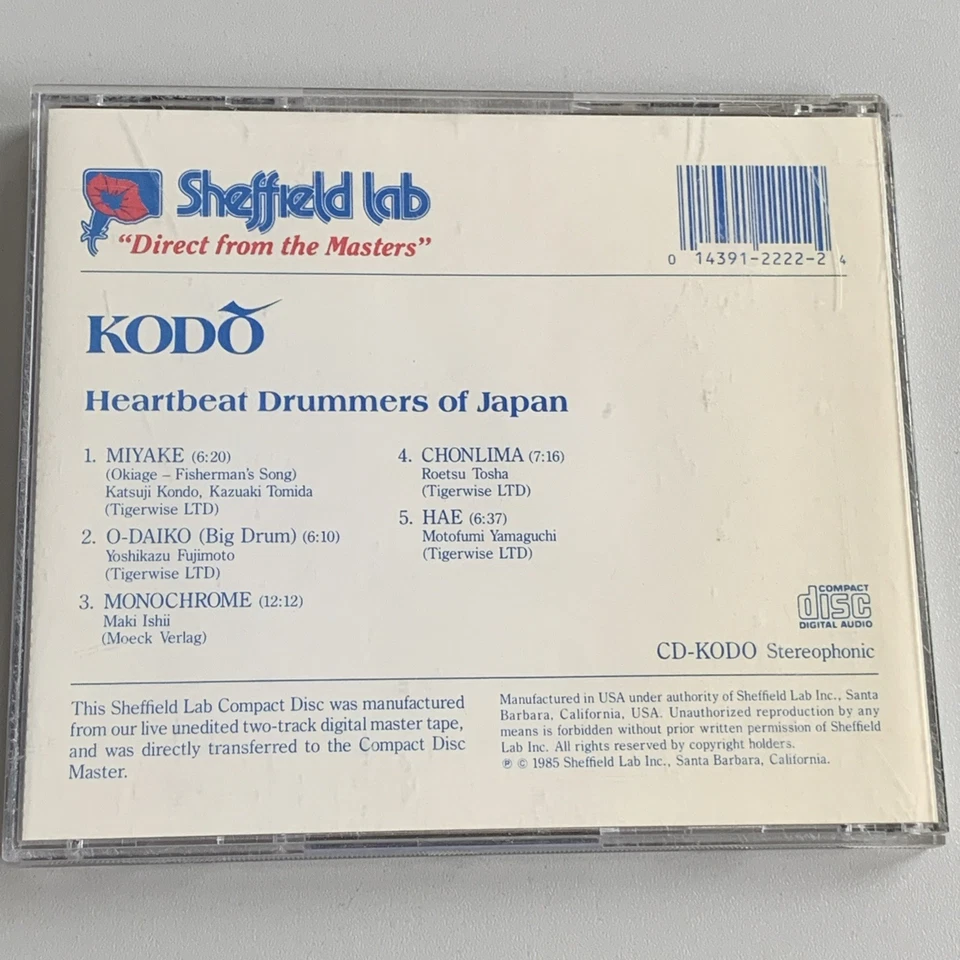 Sheffield Lab
"Direct from the Masters"
0 14391-2222-2 4
KODŌ
Heartbeat Drummers of Japan
1. MIYAKE (6:20)
(Okiage – Fisherman's Song)
Katsuji Kondo, Kazuaki Tomida
(Tigerwise LTD)
2. O-DAIKO (Big Drum) (6:10)
Yoshikazu Fujimoto
(Tigerwise LTD)
3. MONOCHROME (12:12)
Maki Ishii
(Moeck Verlag)
4. CHONLIMA (7:16)
Roetsu Tosha
(Tigerwise LTD)
5. HAE (6:37)
Motofumi Yamaguchi
(Tigerwise LTD)
COMPACT
disc
DIGITAL AUDIO
CD-KODO Stereophonic
This Sheffield Lab Compact Disc was manufactured
from our live unedited two-track digital master tape,
and was directly transferred to the Compact Disc
Master.
Manufactured in USA under authority of Sheffield Lab Inc., Santa
Barbara, California, USA. Unauthorized reproduction by any
means is forbidden without prior written permission of Sheffield
Lab Inc. All rights reserved by copyright holders.
℗ © 1985 Sheffield Lab Inc., Santa Barbara, California.